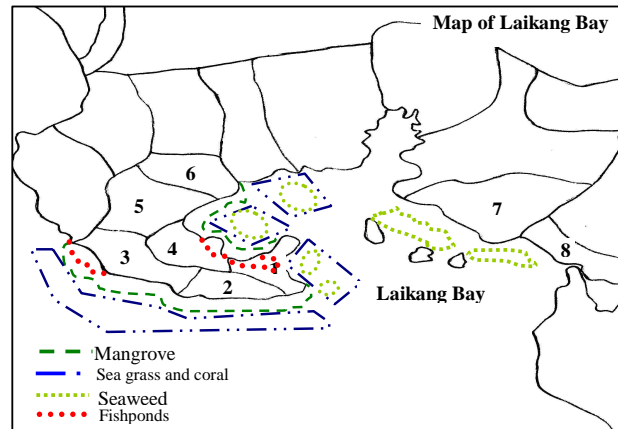 Map of Laikang Bay
6
5
7
3
4
8
1
2
Laikang Bay
Mangrove
Sea grass and coral
Seaweed
Fishponds